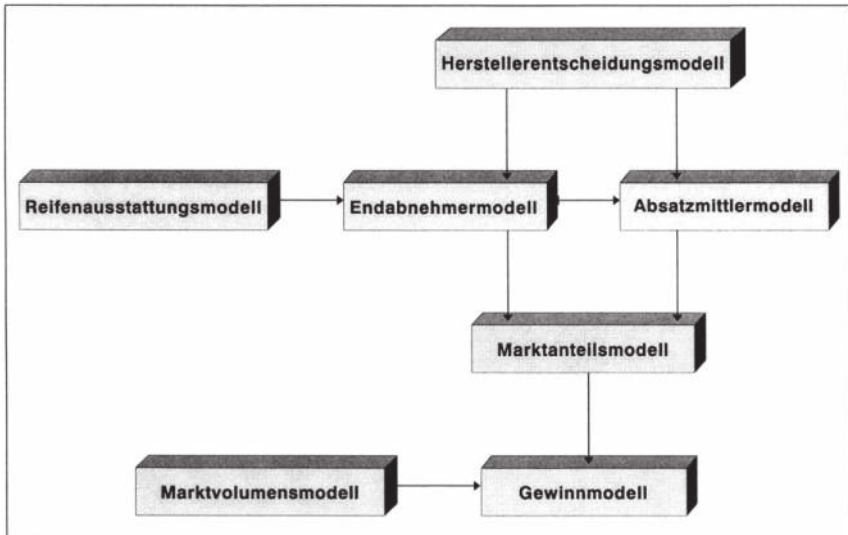 Herstellerentscheidungsmodell
Reifenausstattungsmodell
Endabnehmermodell
Absatzmittlermodell
Marktanteilsmodell
Marktvolumensmodell
Gewinnmodell